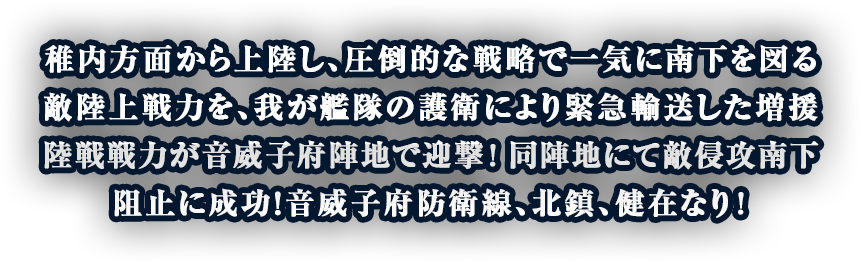 稚内方面から上陸し、圧倒的な戦略で一気に南下を図る
敵陸上戦力を、我が艦隊の護衛により緊急輸送した増援
陸戦戦力が音威子府陣地で迎撃！同陣地にて敵侵攻南下
阻止に成功！音威子府防衛線、北鎮、健在なり！